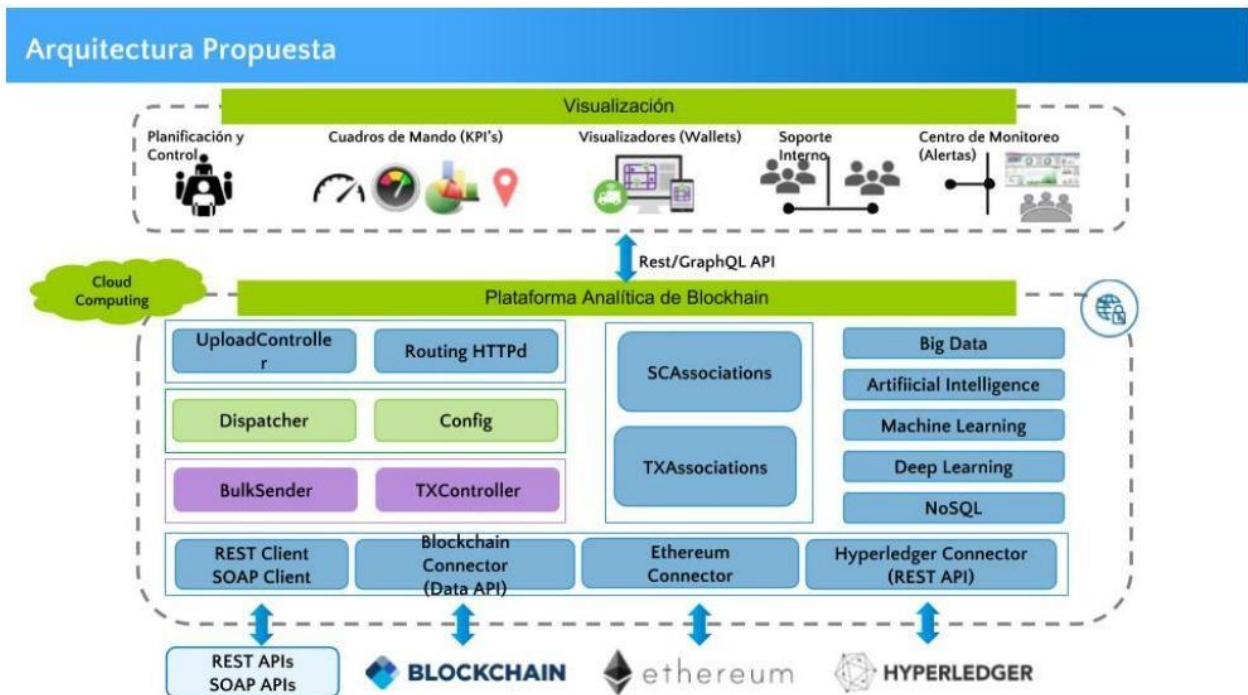 Arquitectura Propuesta
Visualización
Planificación y
Control
Cuadros de Mando (KPI's)
Visualizadores (Wallets)
Soporte
Interno
Centro de Monitoreo
(Alertas)
Rest/GraphQL API
Cloud
Computing
Plataforma Analítica de Blockhain
UploadControlle
r
Routing HTTPd
Dispatcher
Config
BulkSender
TXController
SCAssociations
TXAssociations
Big Data
Artifiicial Intelligence
Machine Learning
Deep Learning
NoSQL
REST Client
SOAP Client
Blockchain
Connector
(Data API)
Ethereum
Connector
Hyperledger Connector
(REST API)
REST APIs
SOAP APIs
BLOCKCHAIN
ethereum
HYPERLEDGER